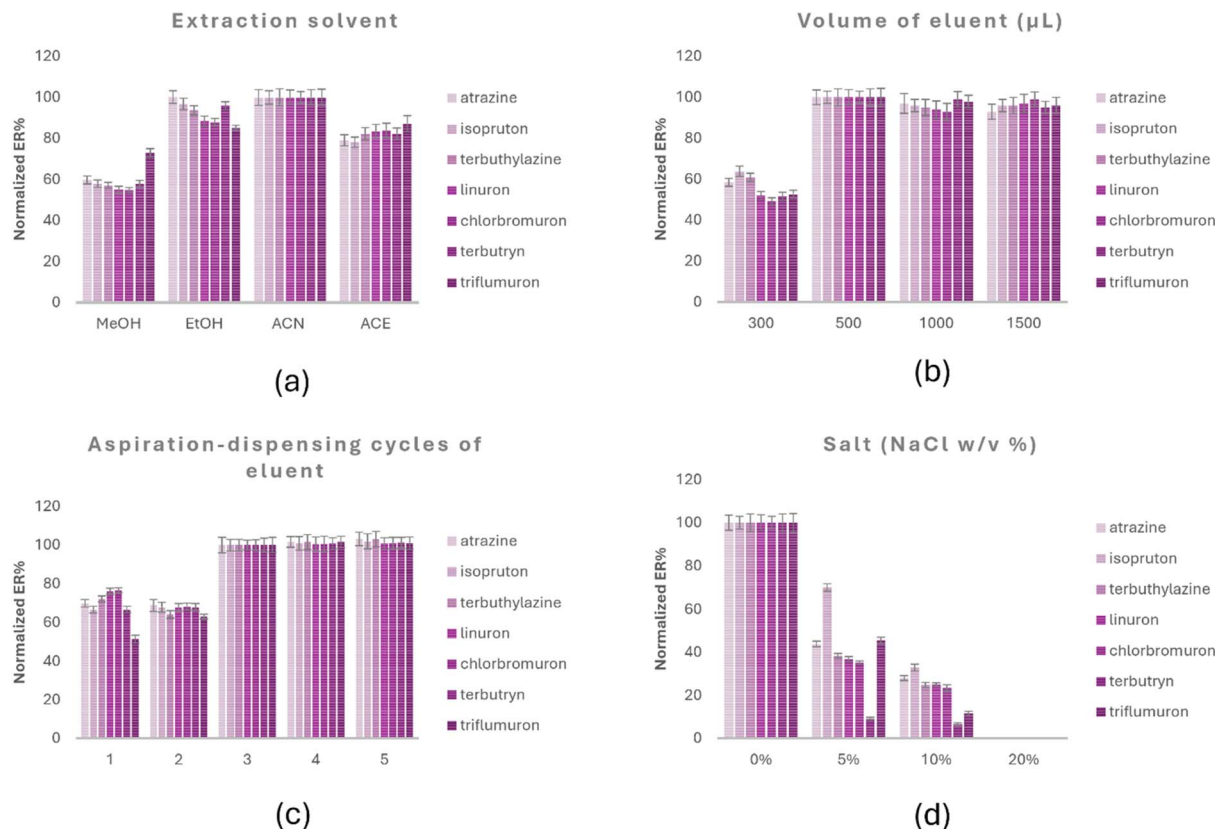 Extraction solvent
120
100
80
60
40
20
0
Normalized ER%
MeOH EtOH ACN ACE
atrazine
isopruton
terbuthylazine
linuron
chlorbromuron
terbutryn
triflumuron
(a)
Volume of eluent (µL)
120
100
80
60
40
20
0
Normalized ER%
300 500 1000 1500
atrazine
isopruton
terbuthylazine
linuron
chlorbromuron
terbutryn
triflumuron
(b)
Aspiration-dispensing cycles of
eluent
120
100
80
60
40
20
0
Normalized ER%
1 2 3 4 5
atrazine
isopruton
terbuthylazine
linuron
chlorbromuron
terbutryn
triflumuron
(c)
Salt (NaCl w/v %)
120
100
80
60
40
20
0
Normalized ER%
0% 5% 10% 20%
atrazine
isopruton
terbuthylazine
linuron
chlorbromuron
terbutryn
triflumuron
(d)